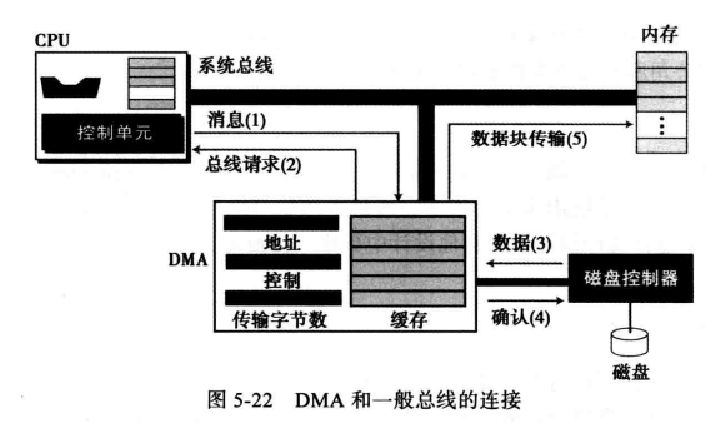 CPU
内存
系统总线
控制单元
消息(1)
总线请求(2)
数据块传输(5)
DMA
地址
控制
传输字节数
缓存
数据(3)
确认(4)
磁盘控制器
磁盘
图 5-22 DMA 和一般总线的连接